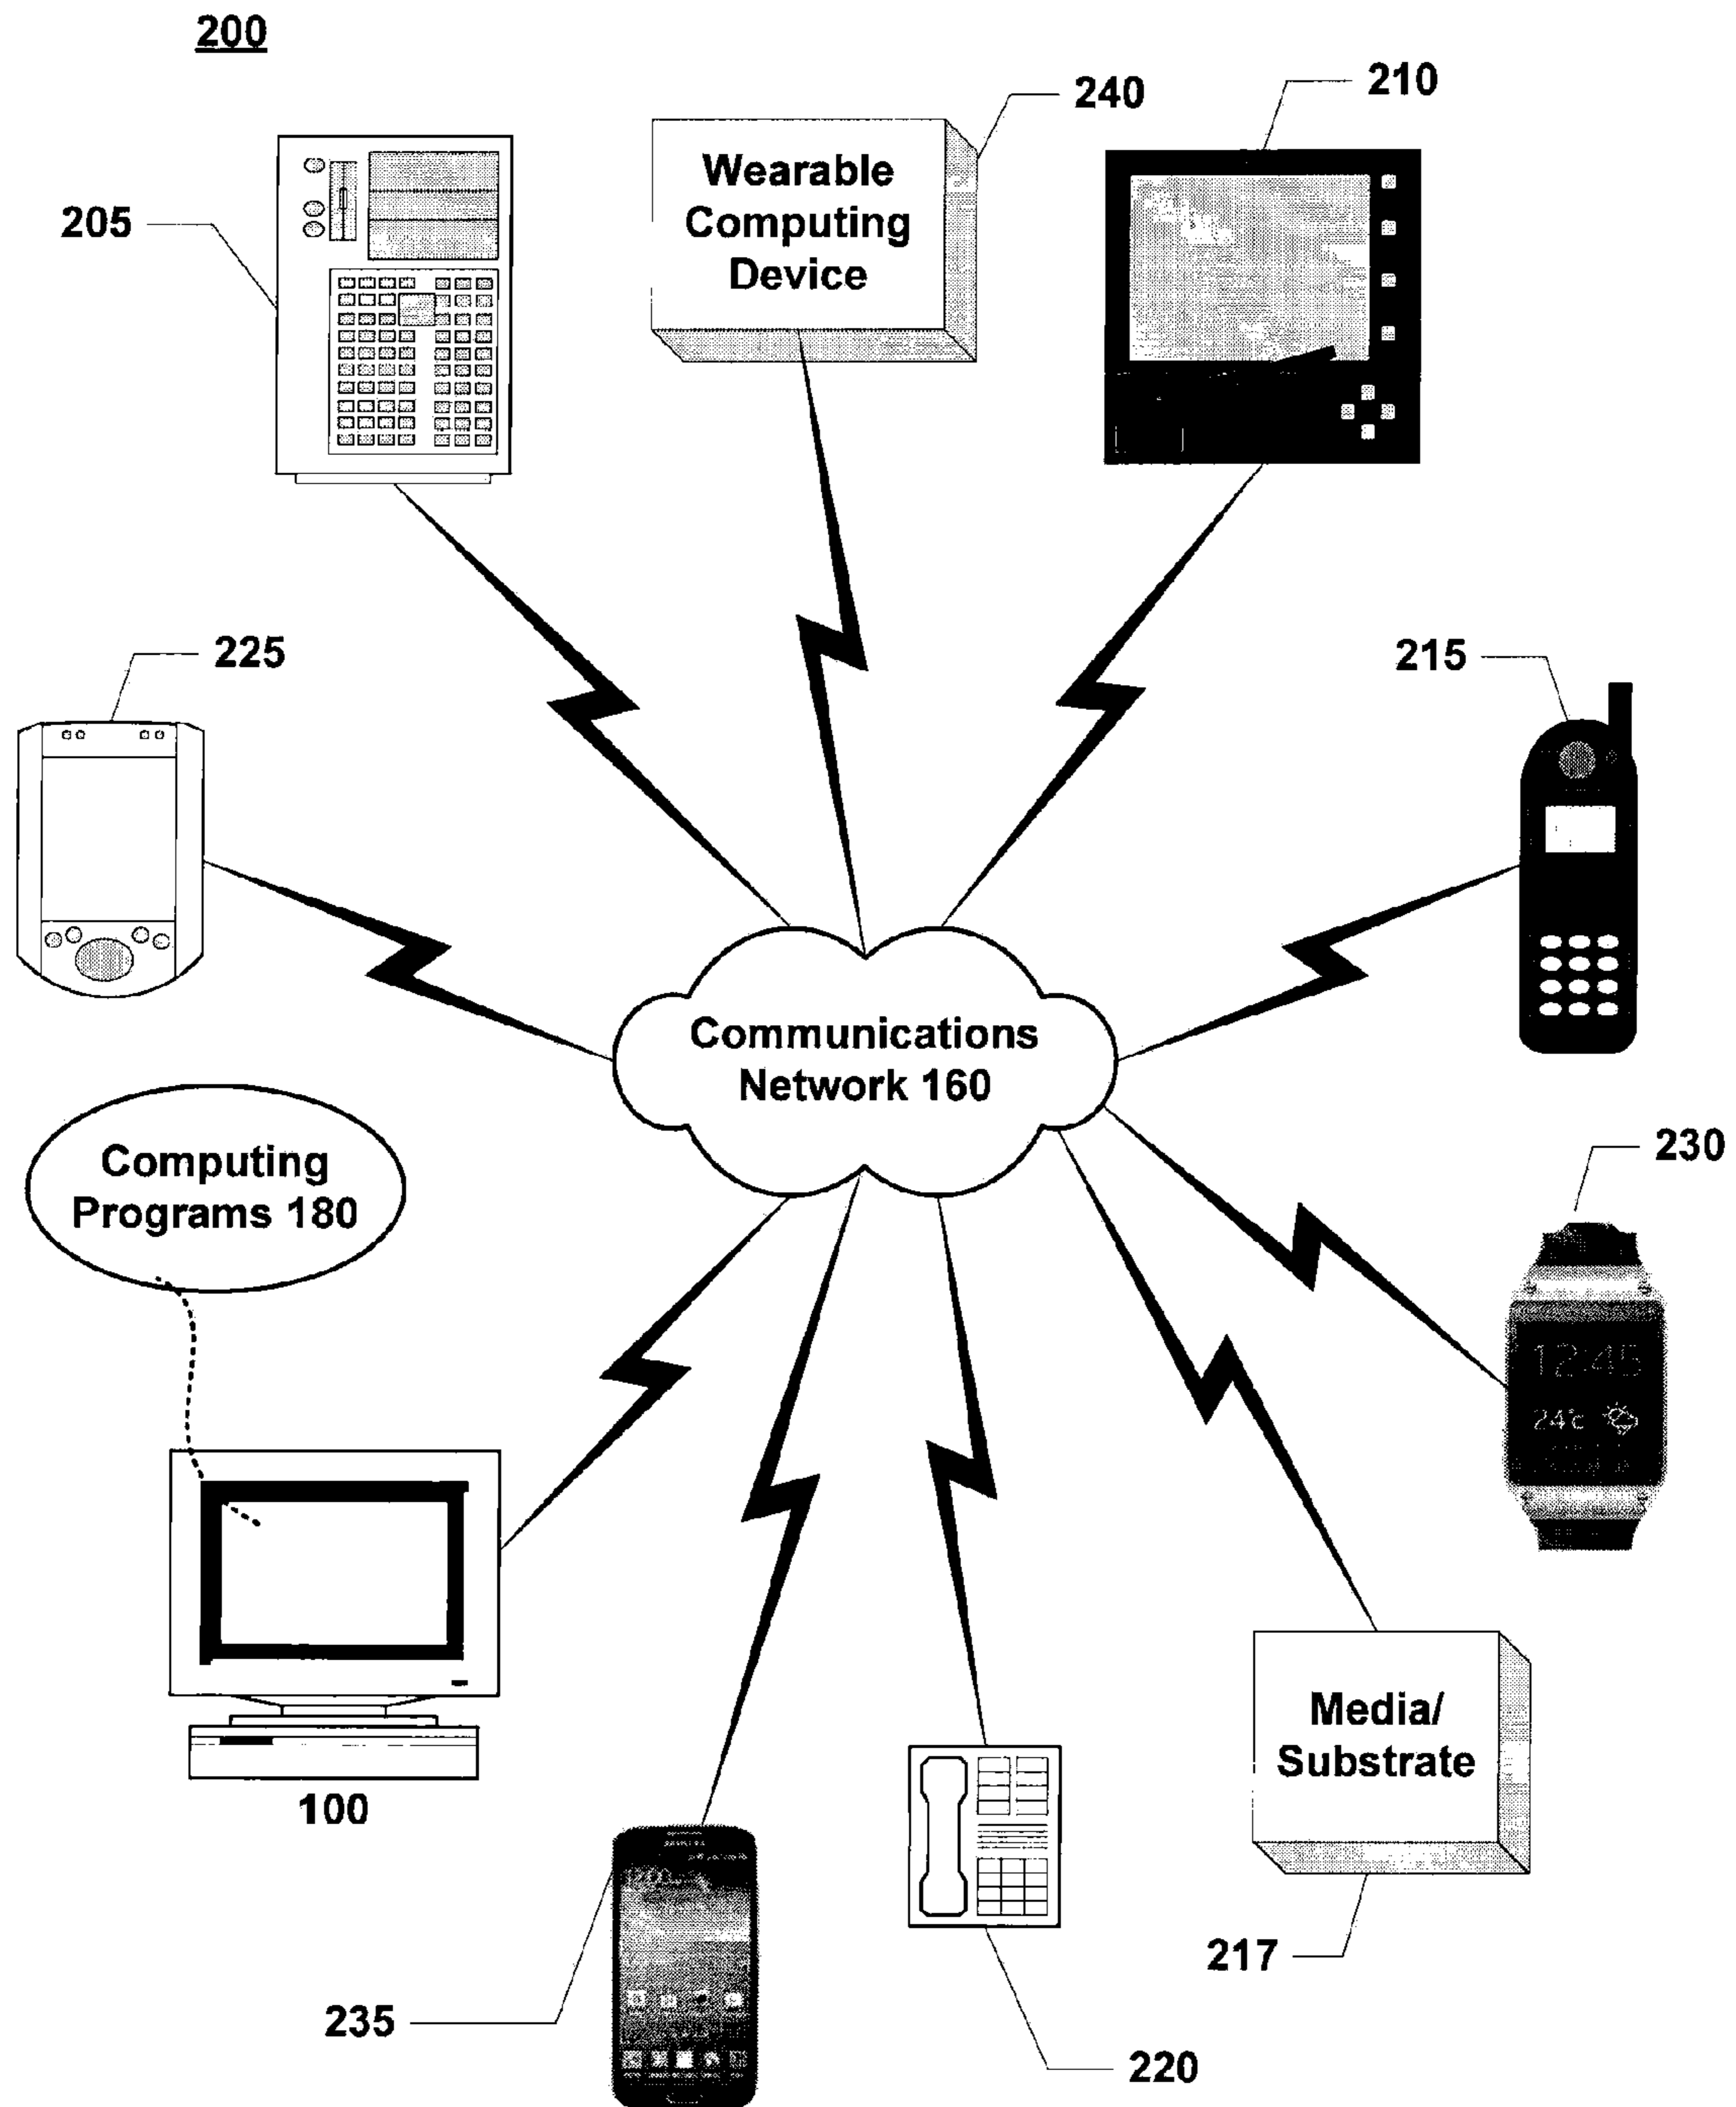 200
240
210
Wearable
Computing
Device
205
225
215
Communications
Network 160
Computing
Programs 180
230
12:45
24°c
Media/
Substrate
100
217
235
220